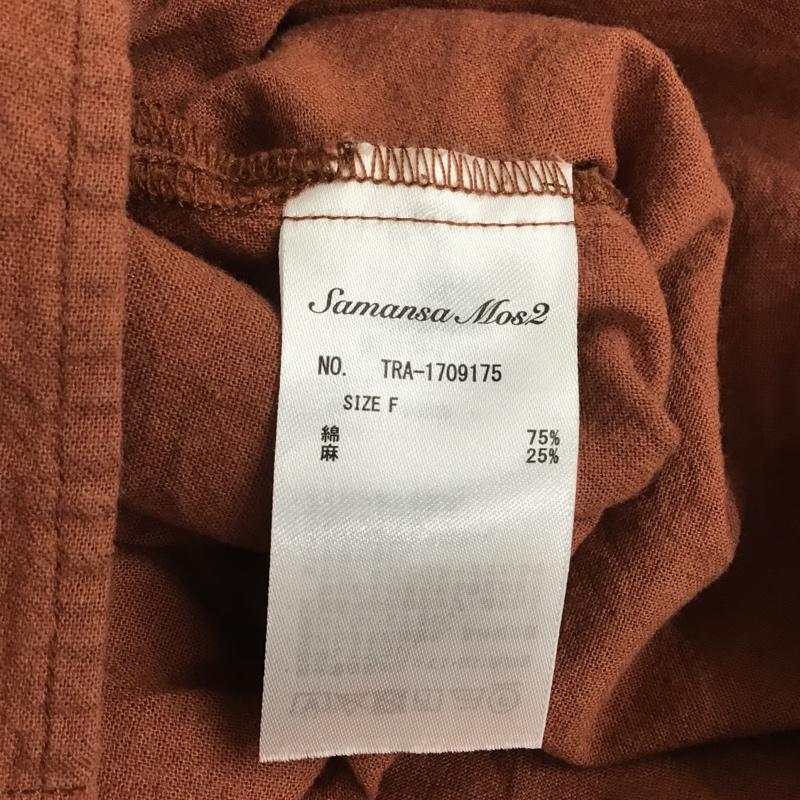 Samansa Mos2
NO. TRA-1709175
SIZE F
綿 75%
麻 25%